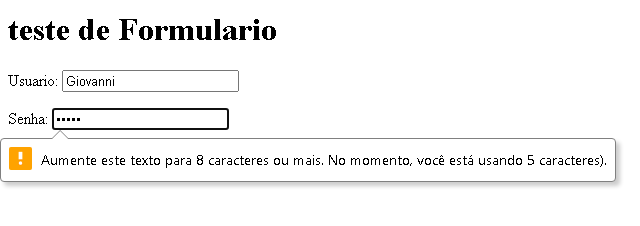 teste de Formulario
Usuario: Giovanni
Senha: •••••
Aumente este texto para 8 caracteres ou mais. No momento, você está usando 5 caracteres).